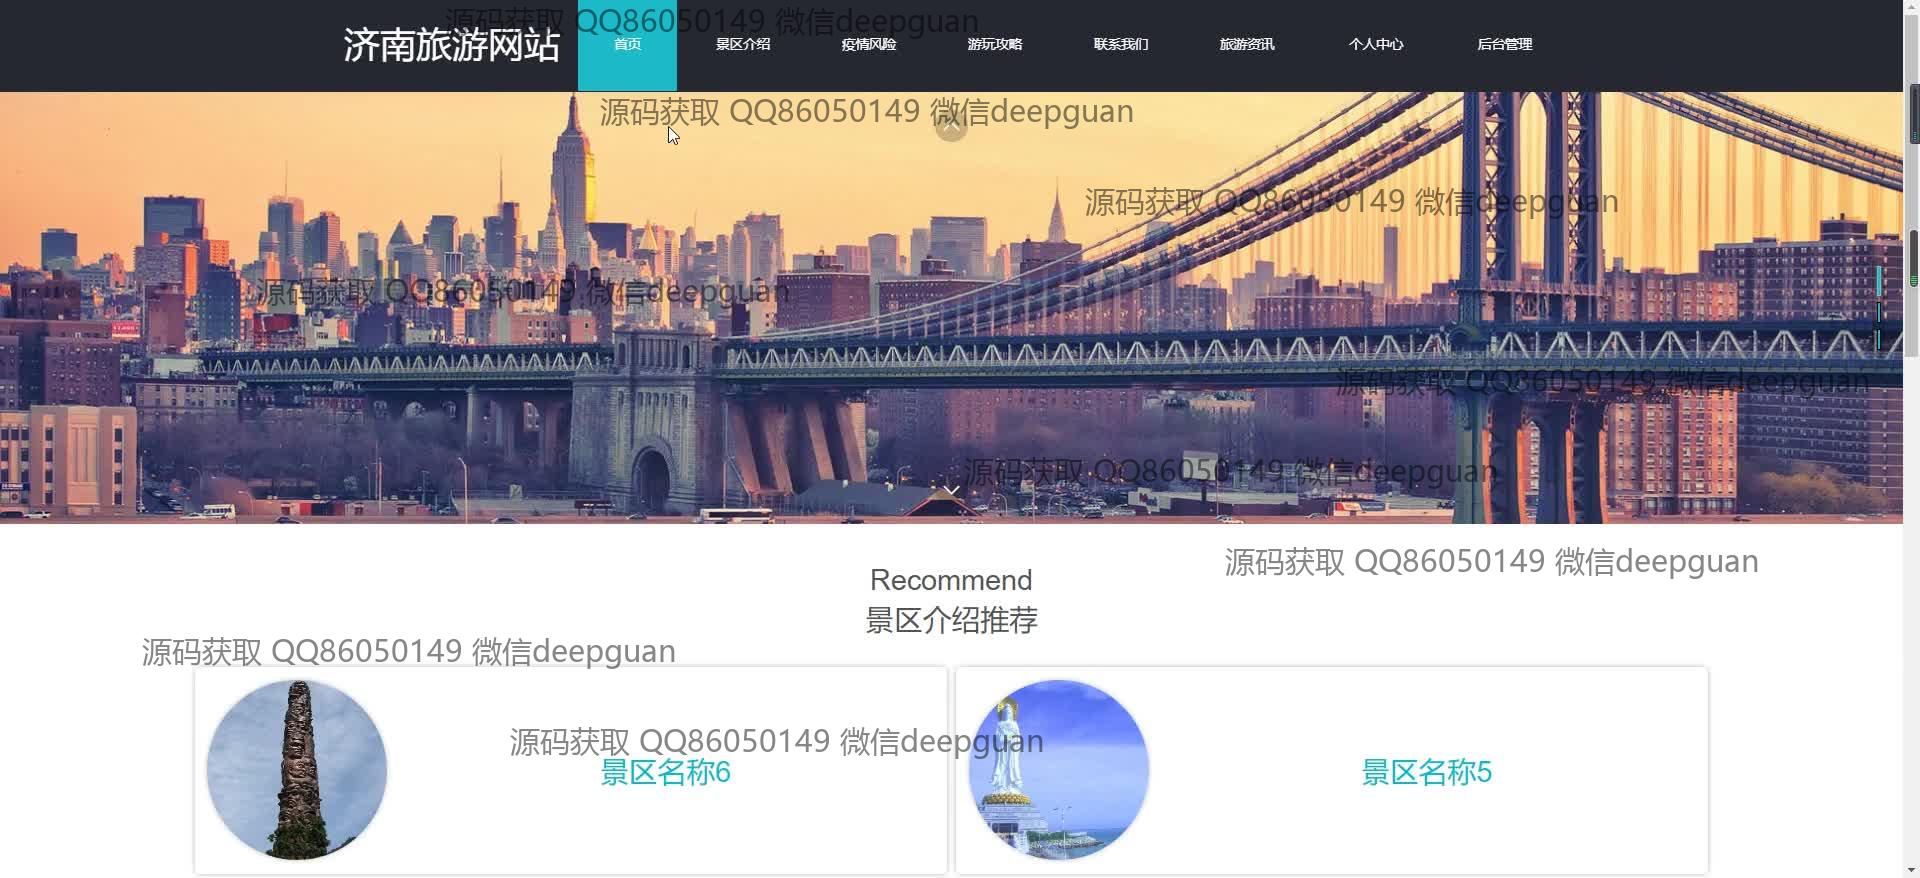 源码获取 QQ86050149 微信deepguan
济南旅游网站
首页
景区介绍
疫情风险
游玩攻略
联系我们
旅游资讯
个人中心
后台管理
源码获取 QQ86050149 微信deepguan
源码获取 QQ86050149 微信deepguan
源码获取 QQ86050149 微信deepguan
源码获取 QQ86050149 微信deepguan
源码获取 QQ86050149 微信deepguan
源码获取 QQ86050149 微信deepguan
Recommend
景区介绍推荐
源码获取 QQ86050149 微信deepguan
源码获取 QQ86050149 微信deepguan
景区名称6
景区名称5